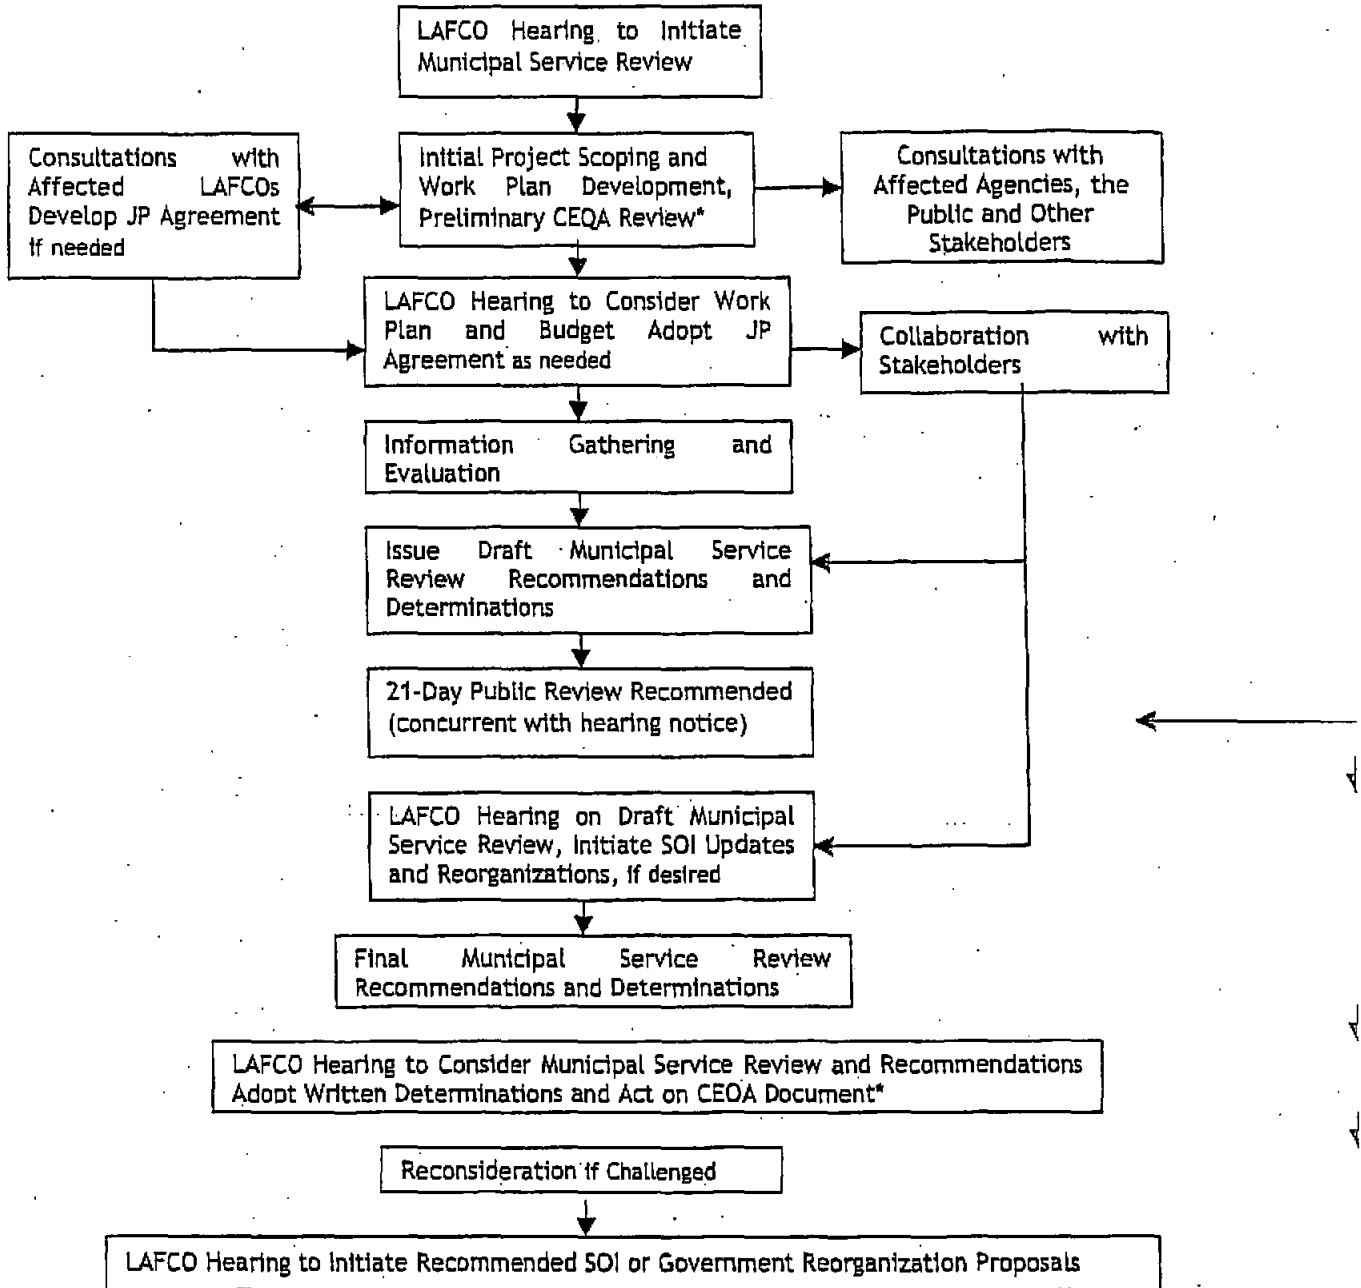 LAFCO Hearing to Initiate
Municipal Service Review
Consultations with
Affected LAFCOs
Develop JP Agreement
if needed
Initial Project Scoping and
Work Plan Development,
Preliminary CEQA Review*
Consultations with
Affected Agencies, the
Public and Other
Stakeholders
LAFCO Hearing to Consider Work
Plan and Budget Adopt JP
Agreement as needed
Collaboration with
Stakeholders
Information Gathering and
Evaluation
Issue Draft Municipal Service
Review Recommendations and
Determinations
21-Day Public Review Recommended
(concurrent with hearing notice)
LAFCO Hearing on Draft Municipal
Service Review, Initiate SOI Updates
and Reorganizations, if desired
Final Municipal Service Review
Recommendations and Determinations
LAFCO Hearing to Consider Municipal Service Review and Recommendations
Adopt Written Determinations and Act on CEQA Document*
Reconsideration if Challenged
LAFCO Hearing to Initiate Recommended SOI or Government Reorganization Proposals